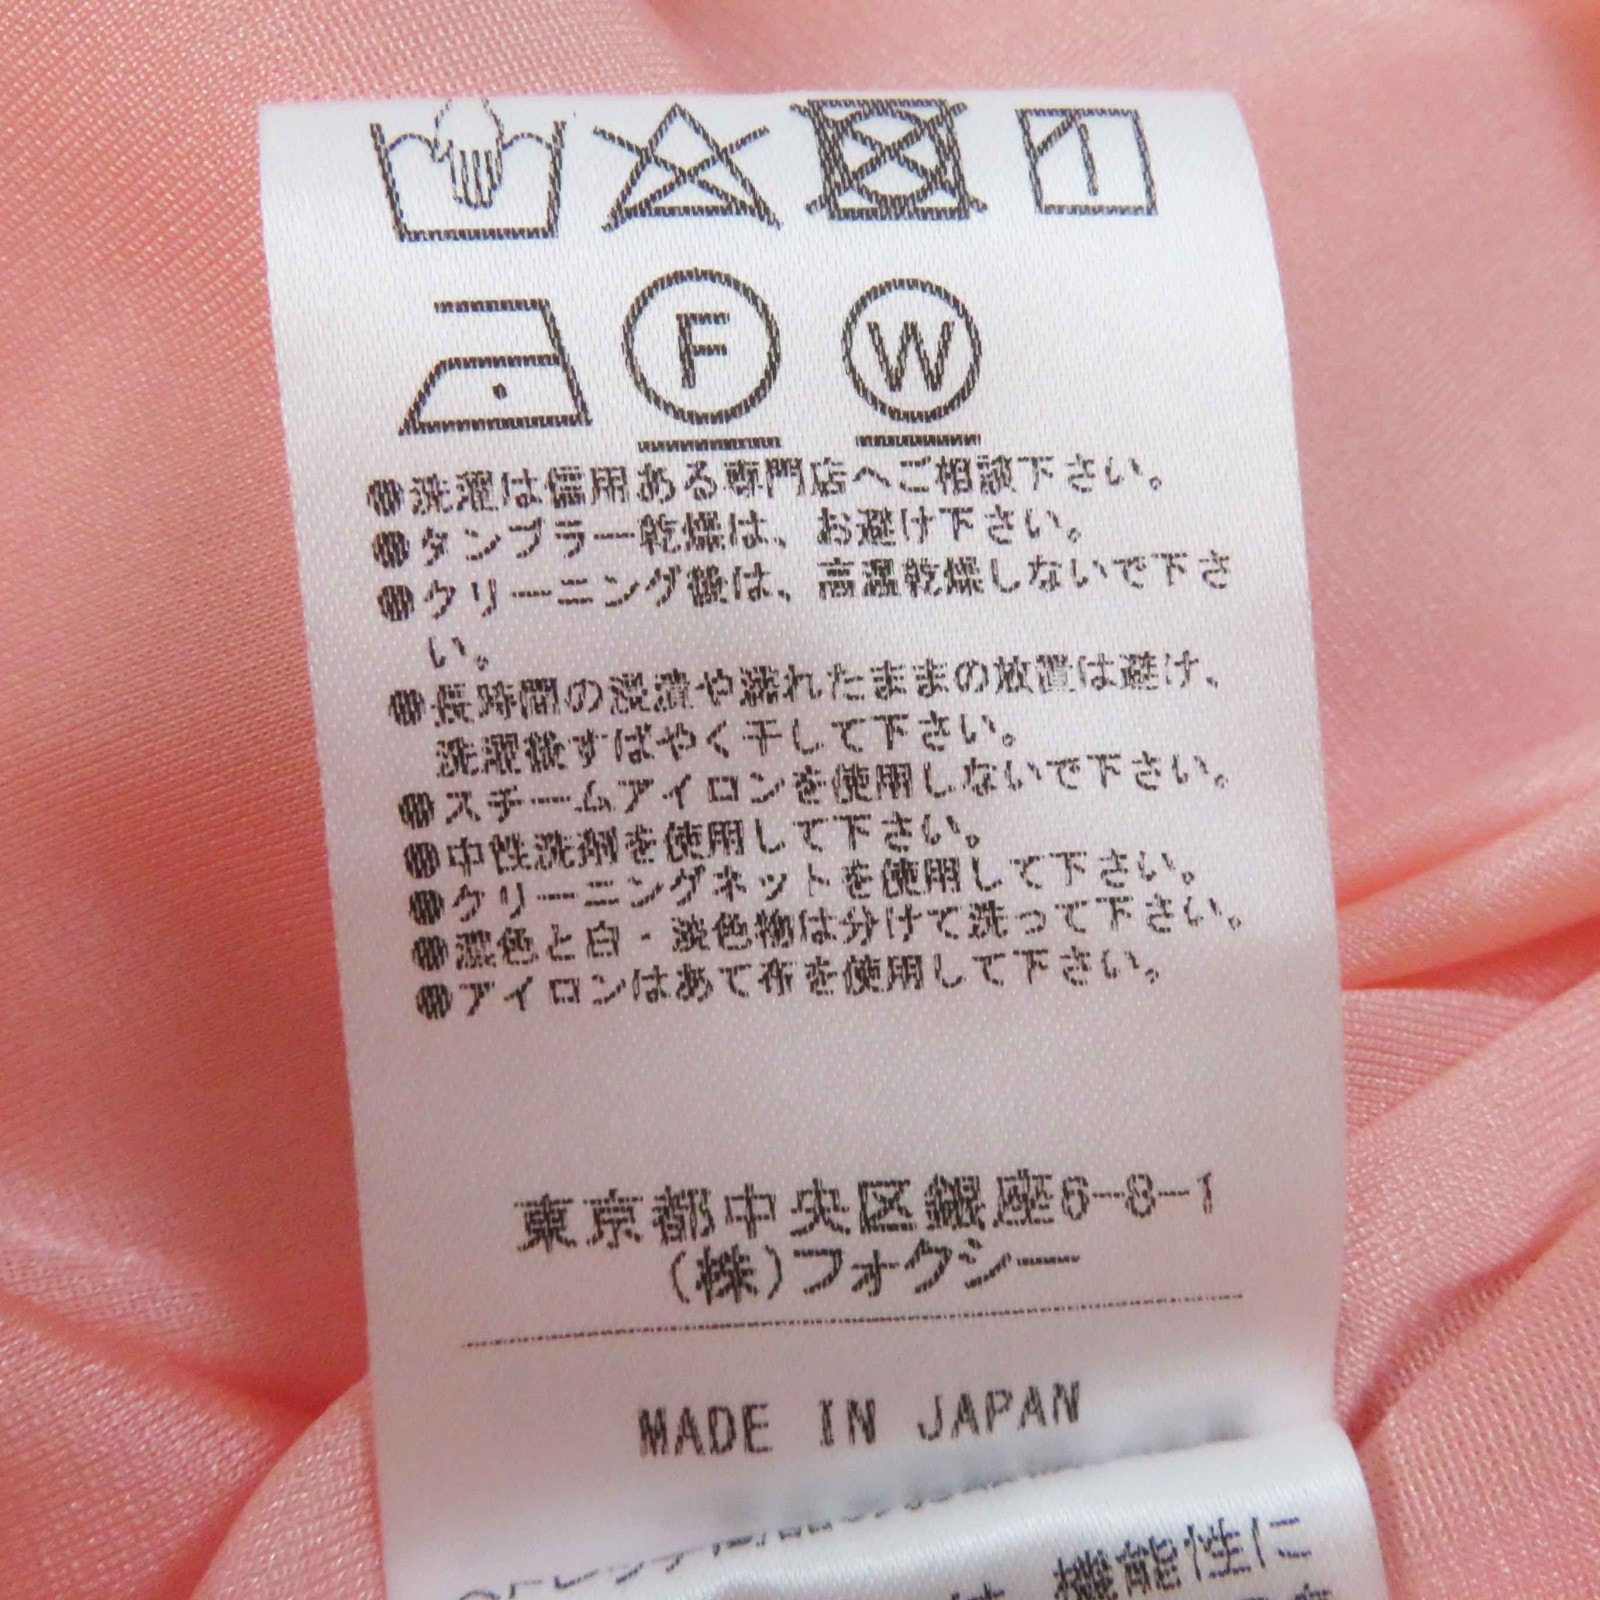 F W
●洗濯は信用ある専門店へご相談下さい。
●タンブラー乾燥は、お避け下さい。
●クリーニング後は、高温乾燥しないで下さ
い。
●長時間の浸漬や濡れたままの放置は避け、
洗濯後すばやく干して下さい。
●スチームアイロンを使用しないで下さい。
●中性洗剤を使用して下さい。
●クリーニングネットを使用して下さい。
●濃色と白・淡色物は分けて洗って下さい。
●アイロンはあて布を使用して下さい。
東京都中央区銀座6-8-1
(株)フォクシー
MADE IN JAPAN
機能性に